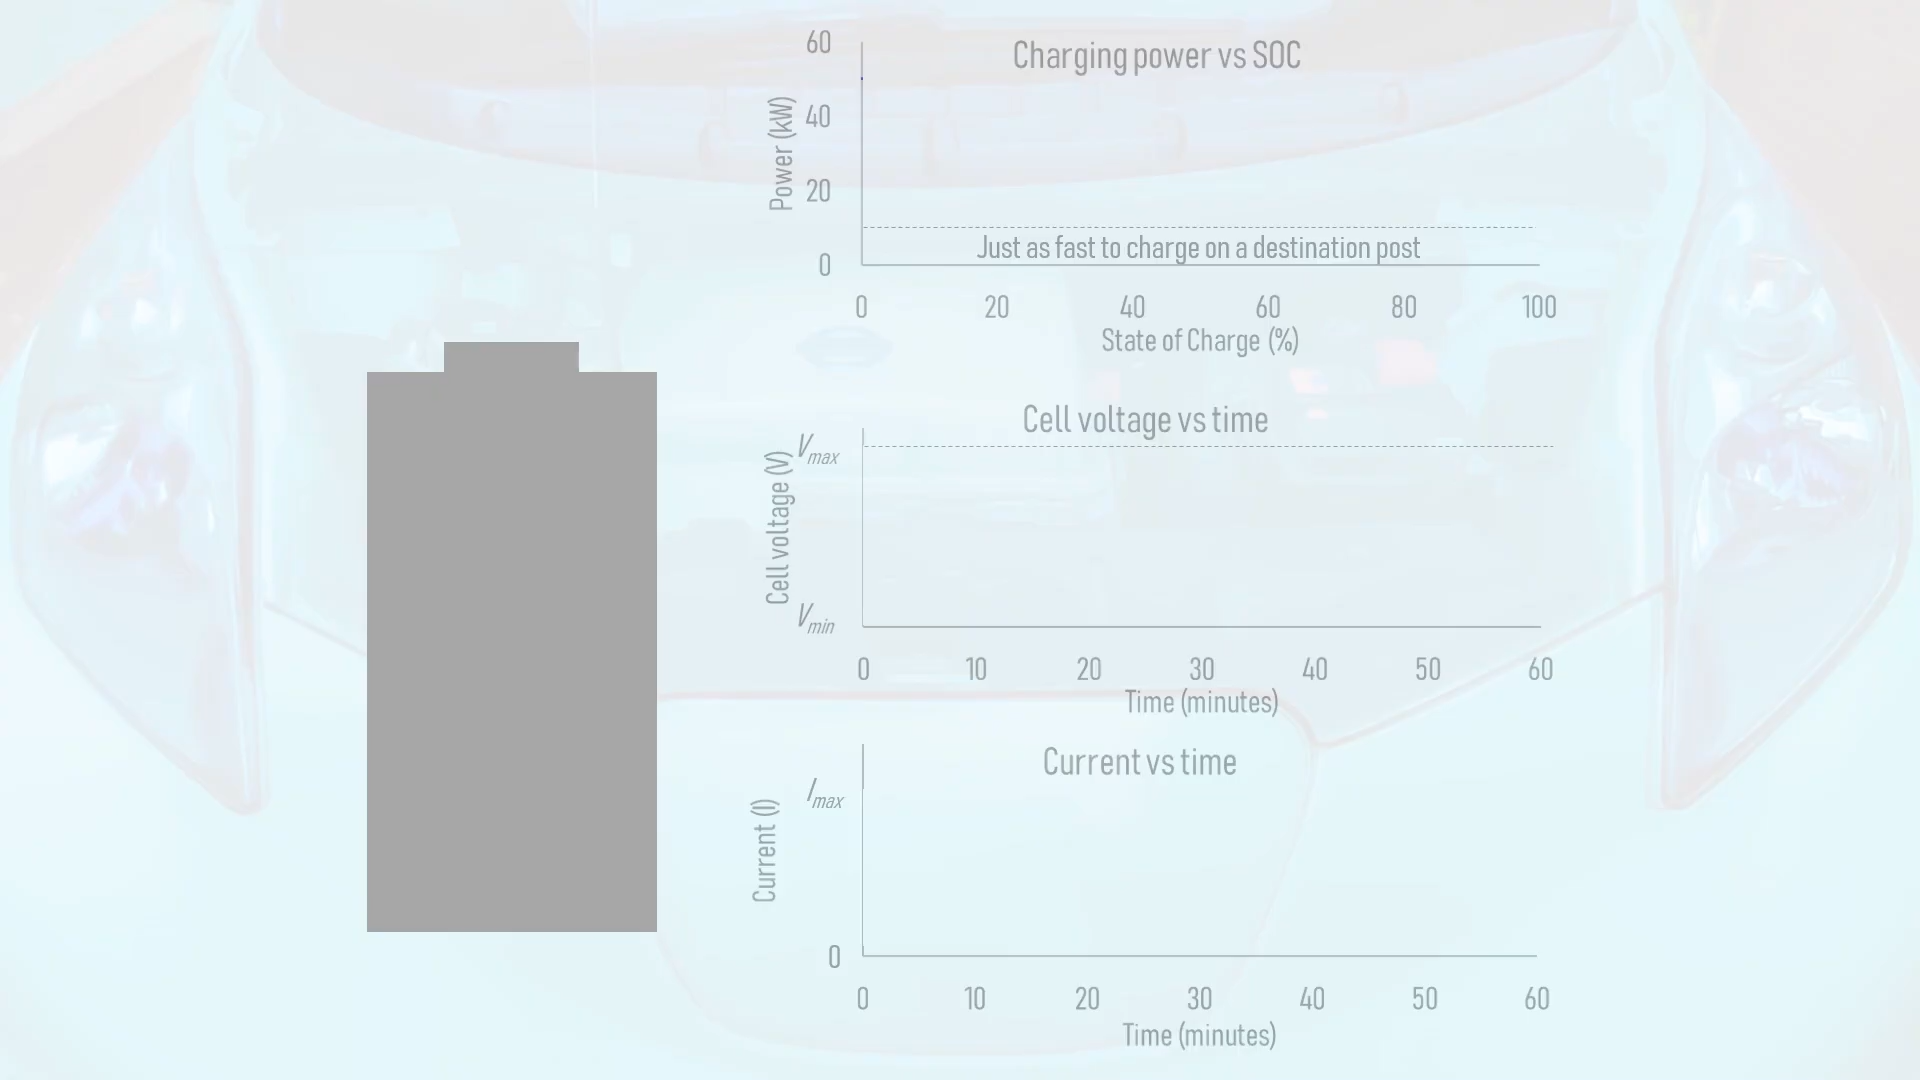 Charging power vs SOC
Power (kW)
60
40
20
0
Just as fast to charge on a destination post
0 20 40 60 80 100
State of Charge (%)
Cell voltage vs time
Cell voltage (V)
Vmax
Vmin
0 10 20 30 40 50 60
Time (minutes)
Current vs time
Current (I)
Imax
0
0 10 20 30 40 50 60
Time (minutes)